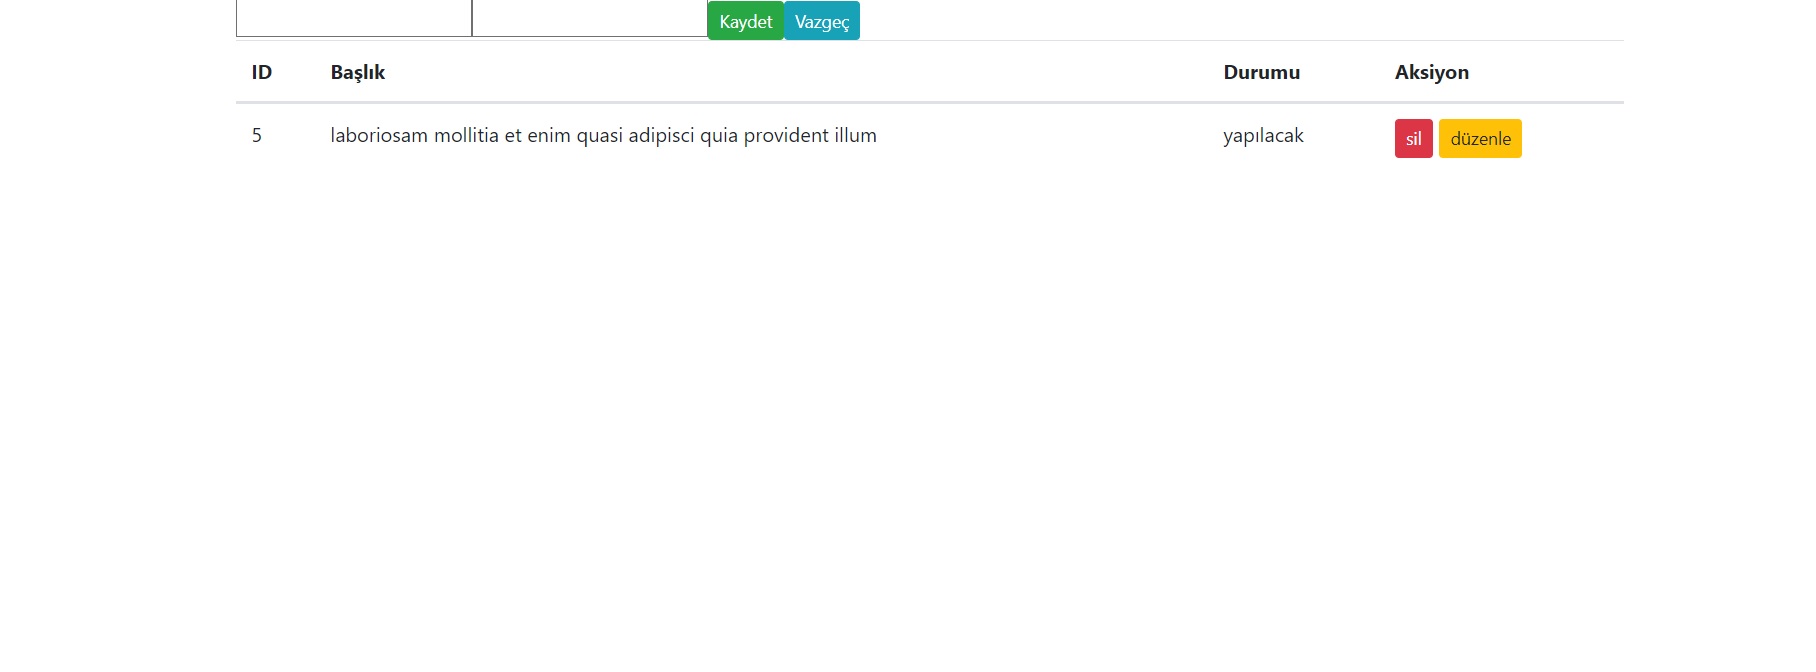 Kaydet Vazgeç
ID Başlık Durumu Aksiyon
5 laboriosam mollitia et enim quasi adipisci quia provident illum yapılacak sil düzenle